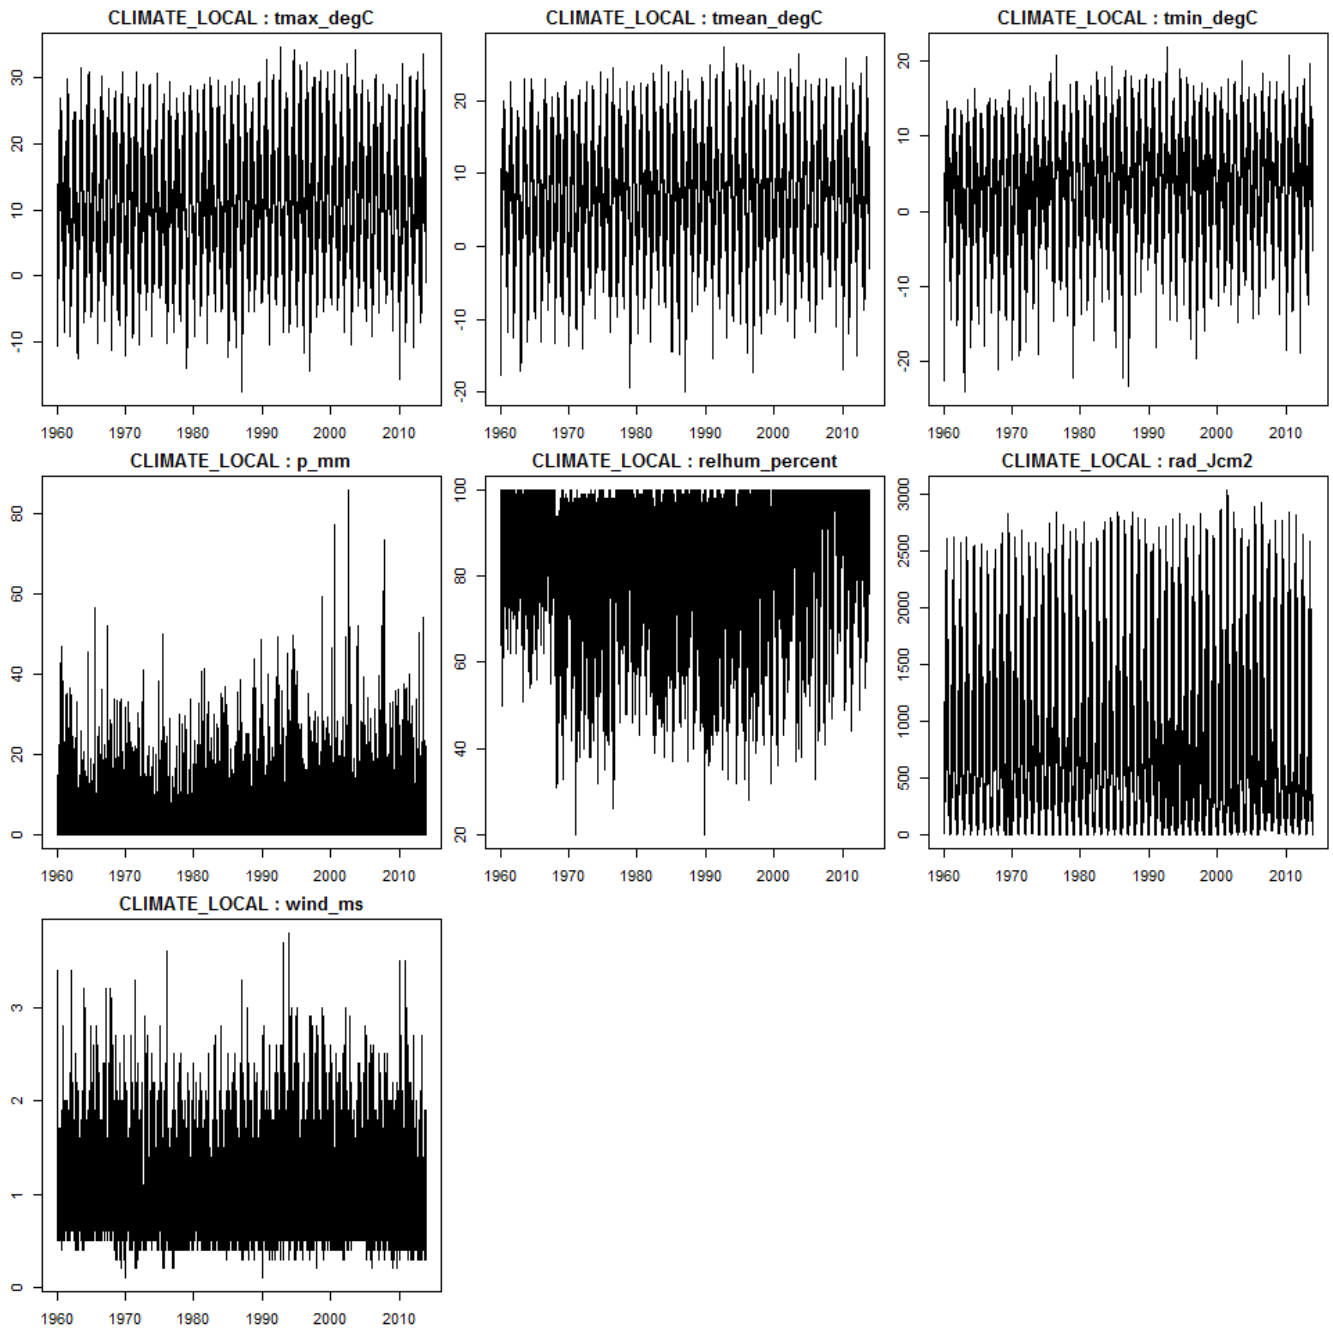 CLIMATE_LOCAL : tmax_degC
30
20
10
0
-10
1960 1970 1980 1990 2000 2010
CLIMATE_LOCAL : tmean_degC
20
10
0
-10
-20
1960 1970 1980 1990 2000 2010
CLIMATE_LOCAL : tmin_degC
20
10
0
-10
-20
1960 1970 1980 1990 2000 2010
CLIMATE_LOCAL : p_mm
80
60
40
20
0
1960 1970 1980 1990 2000 2010
CLIMATE_LOCAL : relhum_percent
100
80
60
40
20
1960 1970 1980 1990 2000 2010
CLIMATE_LOCAL : rad_Jcm2
3000
2500
2000
1500
1000
500
0
1960 1970 1980 1990 2000 2010
CLIMATE_LOCAL : wind_ms
3
2
1
0
1960 1970 1980 1990 2000 2010